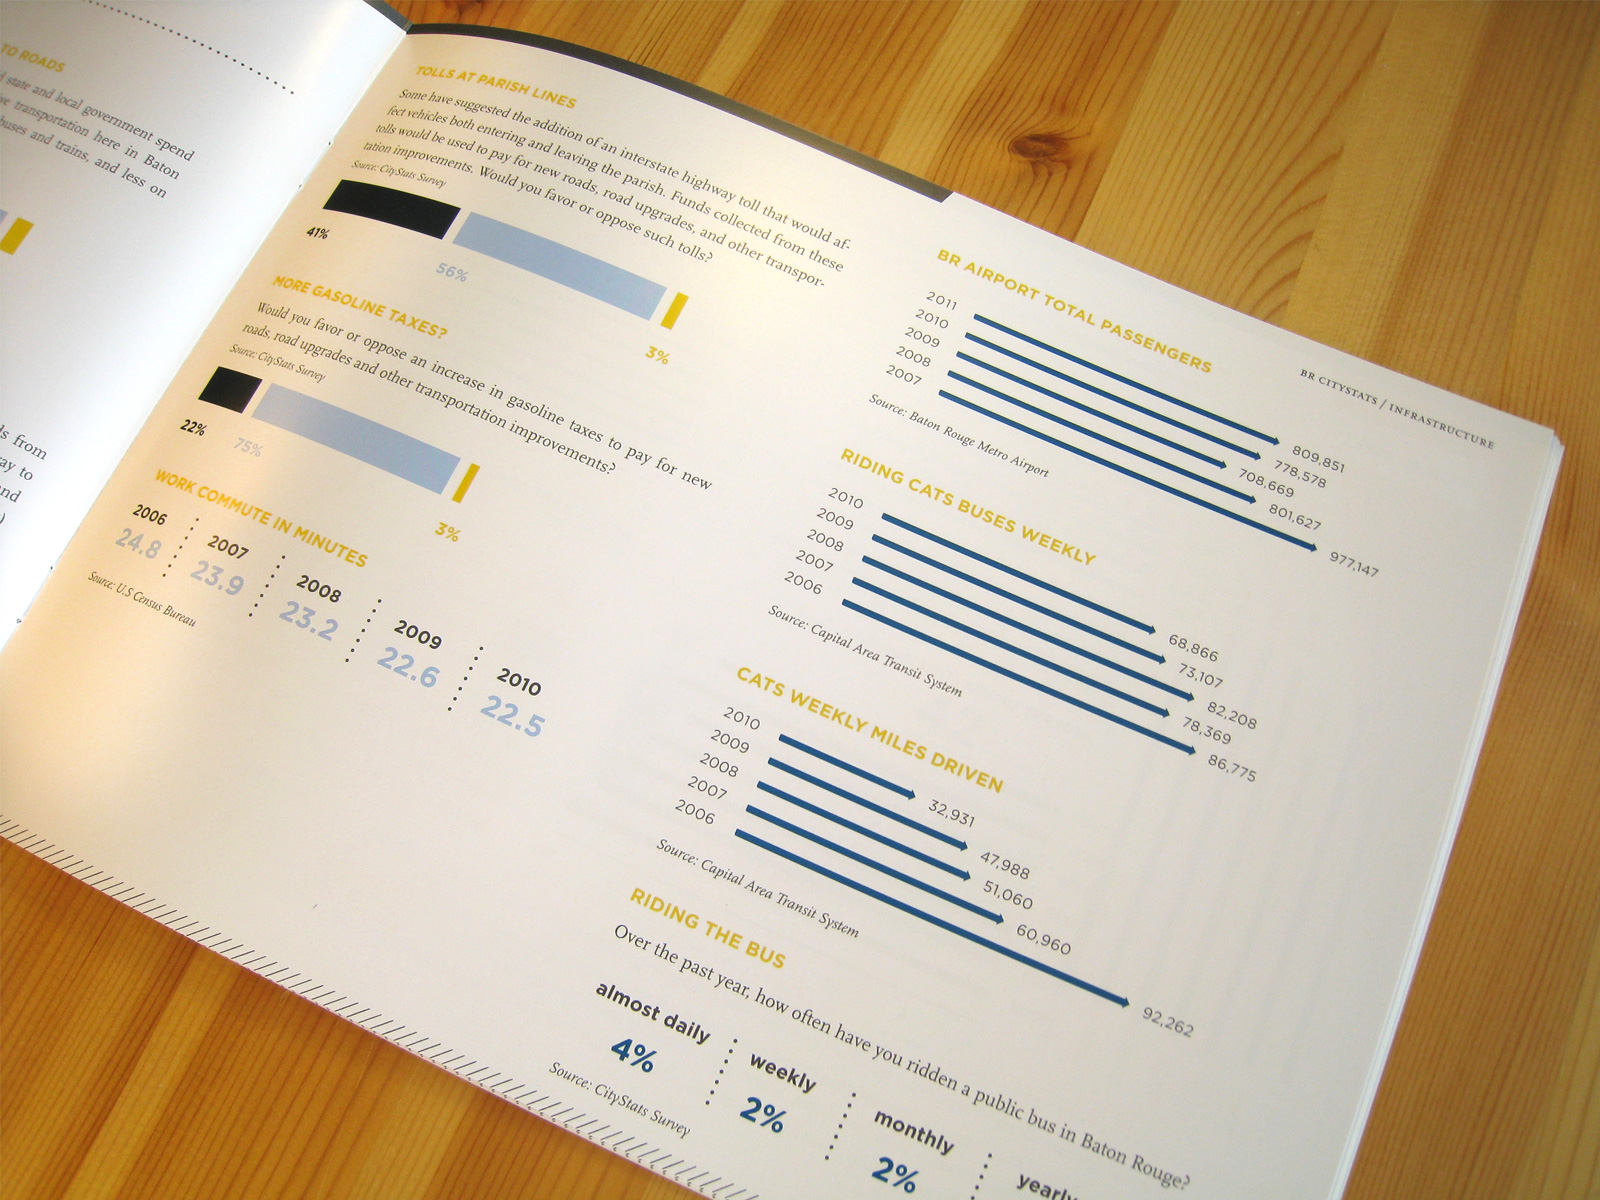 TO ROADS
state and local government spend
transportation here in Baton
buses and trains, and less on
from
to
and
TOLLS AT PARISH LINES
Some have suggested the addition of an interstate highway toll that would af-
fect vehicles both entering and leaving the parish. Funds collected from these
tolls would be used to pay for new roads, road upgrades, and other transpor-
tation improvements. Would you favor or oppose such tolls?
Source: CityStats Survey
41%
56%
3%
MORE GASOLINE TAXES?
Would you favor or oppose an increase in gasoline taxes to pay for new
roads, road upgrades and other transportation improvements?
Source: CityStats Survey
22%
75%
3%
WORK COMMUTE IN MINUTES
2006
24.8
2007
23.9
2008
23.2
2009
22.6
2010
22.5
Source: U.S Census Bureau
BR CITYSTATS / INFRASTRUCTURE
BR AIRPORT TOTAL PASSENGERS
2011 809,851
2010 778,578
2009 708,669
2008 801,627
2007 977,147
Source: Baton Rouge Metro Airport
RIDING CATS BUSES WEEKLY
2010 68,866
2009 73,107
2008 82,208
2007 78,369
2006 86,775
Source: Capital Area Transit System
CATS WEEKLY MILES DRIVEN
2010 32,931
2009 47,988
2008 51,060
2007 60,960
2006 92,262
Source: Capital Area Transit System
RIDING THE BUS
Over the past year, how often have you ridden a public bus in Baton Rouge?
almost daily
4%
weekly
2%
monthly
2%
yearly
Source: CityStats Survey